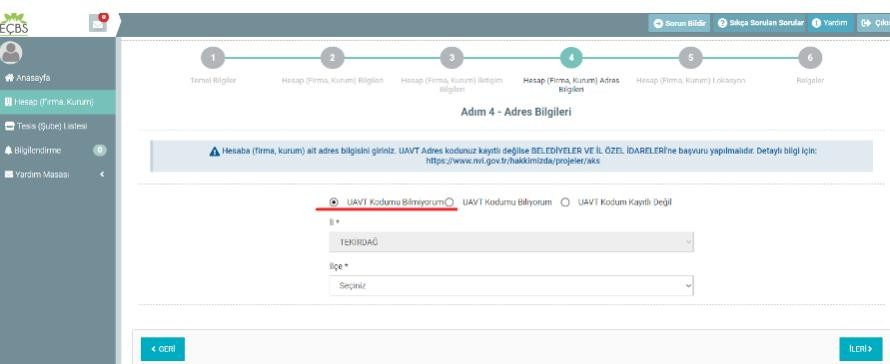 EÇBS
Sorun Bildir
Sıkça Sorulan Sorular
Yardım
Çıkış
Anasayfa
Hesap (Firma, Kurum)
Tesis (Şube) Listesi
Bilgilendirme 0
Yardım Masası
1 2 3 4 5 6
Temel Bilgiler
Hesap (Firma, Kurum) Bilgileri
Hesap (Firma, Kurum) İletişim
Bilgileri
Hesap (Firma, Kurum) Adres
Bilgileri
Hesap (Firma, Kurum) Lokasyon
Belgeler
Adım 4 - Adres Bilgileri
Hesaba (firma, kurum) ait adres bilgisini giriniz. UAVT Adres kodunuz kayıtlı değilse BELEDİYELER VE İL ÖZEL İDARELERİ'ne başvuru yapılmalıdır. Detaylı bilgi için:
https://www.nvi.gov.tr/hakkimizda/projeler/aks
UAVT Kodumu Bilmiyorum UAVT Kodumu Biliyorum UAVT Kodum Kayıtlı Değil
İl *
TEKİRDAĞ
İlçe *
Seçiniz
< GERİ
İLERİ >